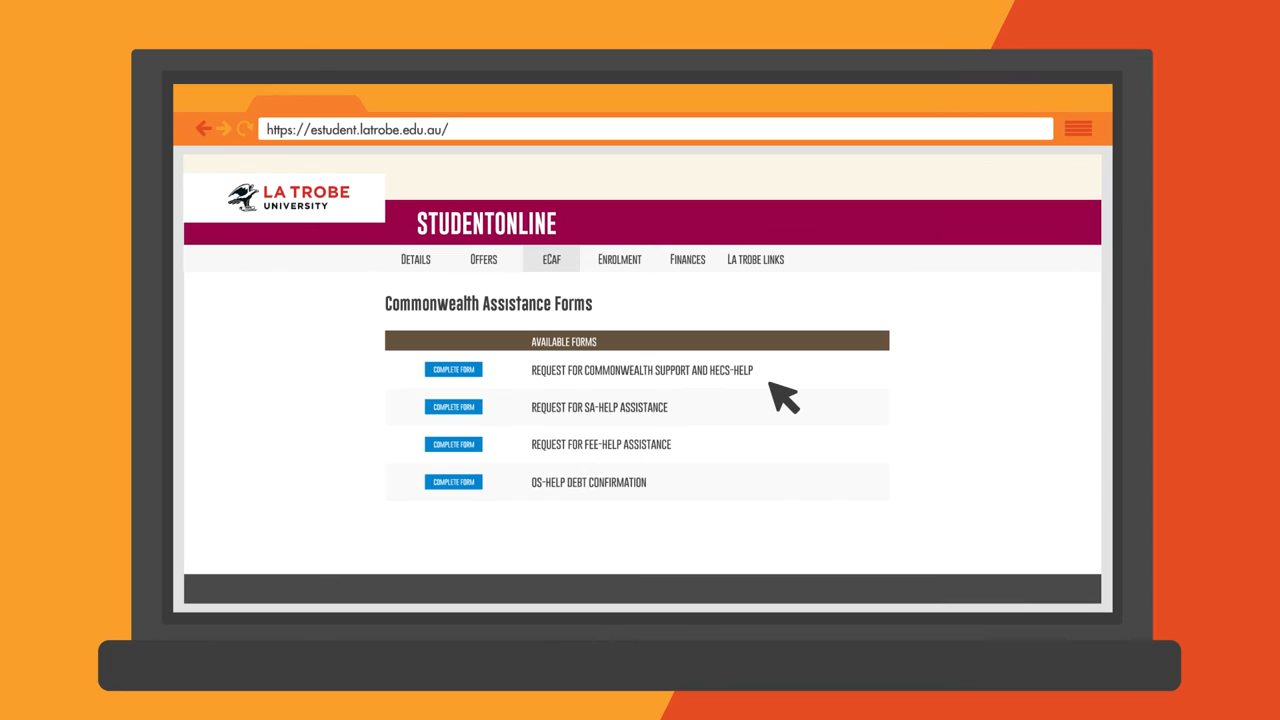 https://estudent.latrobe.edu.au/
LA TROBE
UNIVERSITY
STUDENTONLINE
DETAILS OFFERS eCAF ENROLMENT FINANCES LA TROBE LINKS
Commonwealth Assistance Forms
AVAILABLE FORMS
COMPLETE FORM REQUEST FOR COMMONWEALTH SUPPORT AND HECS-HELP
COMPLETE FORM REQUEST FOR SA-HELP ASSISTANCE
COMPLETE FORM REQUEST FOR FEE-HELP ASSISTANCE
COMPLETE FORM OS-HELP DEBT CONFIRMATION